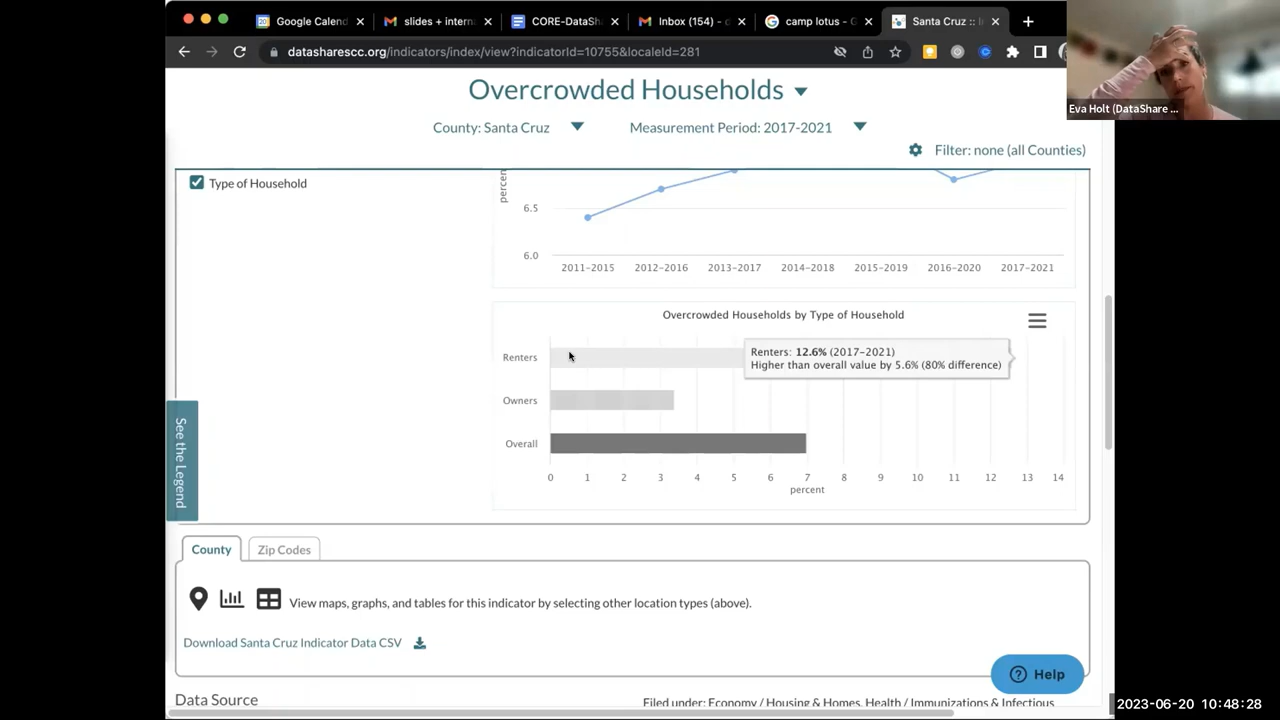 Google Calend
slides + intern
CORE-DataSha
Inbox (154) - d
camp lotus - G
Santa Cruz :: I
datasharescc.org/indicators/index/view?indicatorId=10755&localeId=281
Eva Holt (DataShare ...
Overcrowded Households
County: Santa Cruz
Measurement Period: 2017-2021
Filter: none (all Counties)
Type of Household
percen
6.5
6.0
2011-2015 2012-2016 2013-2017 2014-2018 2015-2019 2016-2020 2017-2021
Overcrowded Households by Type of Household
Renters
Renters: 12.6% (2017-2021)
Higher than overall value by 5.6% (80% difference)
Owners
Overall
0 1 2 3 4 5 6 7 8 9 10 11 12 13 14
percent
See the Legend
County
Zip Codes
View maps, graphs, and tables for this indicator by selecting other location types (above).
Download Santa Cruz Indicator Data CSV
Help
Data Source
Filed under: Economy / Housing & Homes, Health / Immunizations & Infectious
2023-06-20 10:48:28